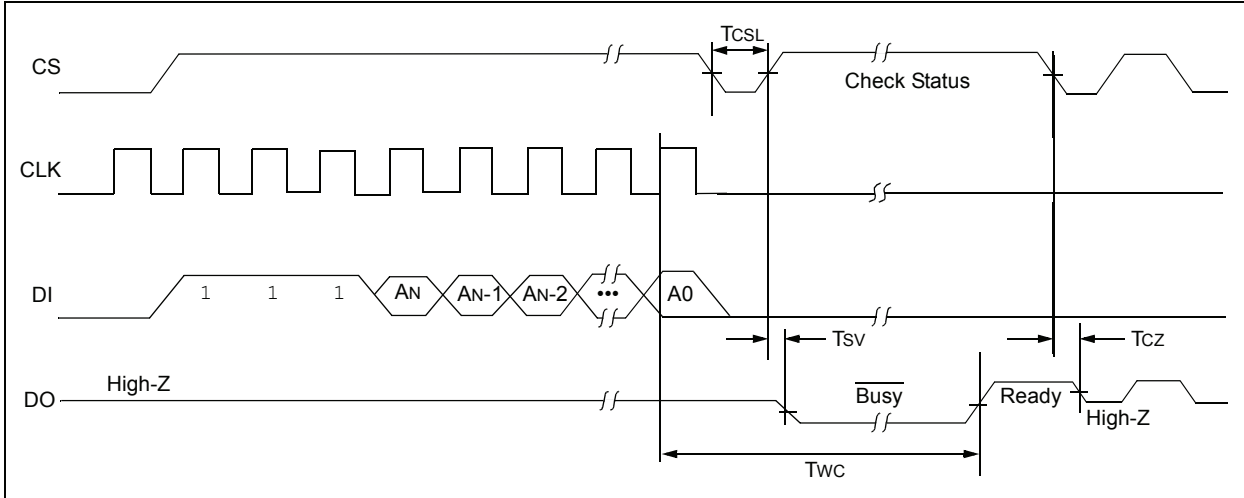 TCSL
CS
Check Status
CLK
DI
1 1 1 AN AN-1 AN-2 ••• A0
TSV
TCZ
High-Z
DO
Busy
Ready
High-Z
TWC